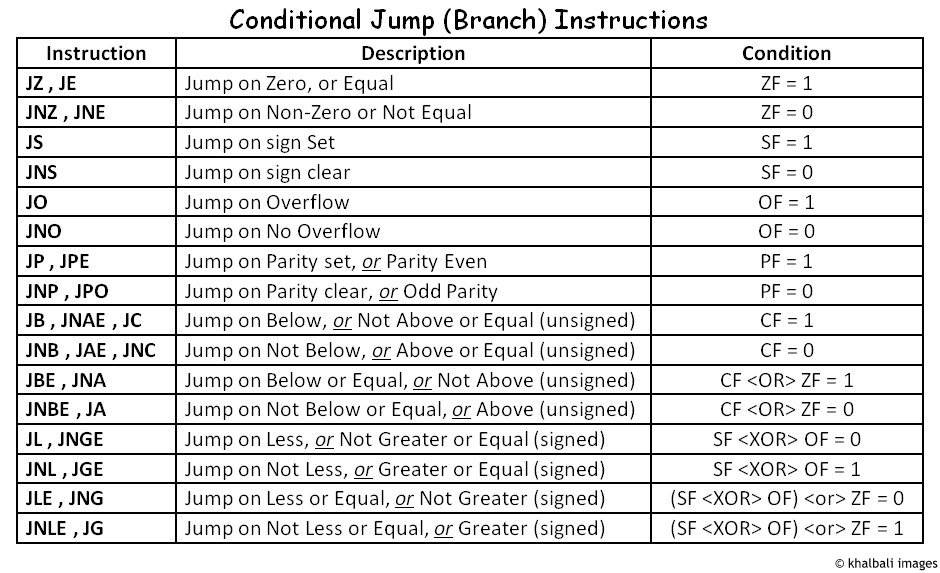 Conditional Jump (Branch) Instructions
Instruction Description Condition
JZ , JE Jump on Zero, or Equal ZF = 1
JNZ , JNE Jump on Non-Zero or Not Equal ZF = 0
JS Jump on sign Set SF = 1
JNS Jump on sign clear SF = 0
JO Jump on Overflow OF = 1
JNO Jump on No Overflow OF = 0
JP , JPE Jump on Parity set, or Parity Even PF = 1
JNP , JPO Jump on Parity clear, or Odd Parity PF = 0
JB , JNAE , JC Jump on Below, or Not Above or Equal (unsigned) CF = 1
JNB , JAE , JNC Jump on Not Below, or Above or Equal (unsigned) CF = 0
JBE , JNA Jump on Below or Equal, or Not Above (unsigned) CF <OR> ZF = 1
JNBE , JA Jump on Not Below or Equal, or Above (unsigned) CF <OR> ZF = 0
JL , JNGE Jump on Less, or Not Greater or Equal (signed) SF <XOR> OF = 0
JNL , JGE Jump on Not Less, or Greater or Equal (signed) SF <XOR> OF = 1
JLE , JNG Jump on Less or Equal, or Not Greater (signed) (SF <XOR> OF) <or> ZF = 0
JNLE , JG Jump on Not Less or Equal, or Greater (signed) (SF <XOR> OF) <or> ZF = 1
© khalbali images